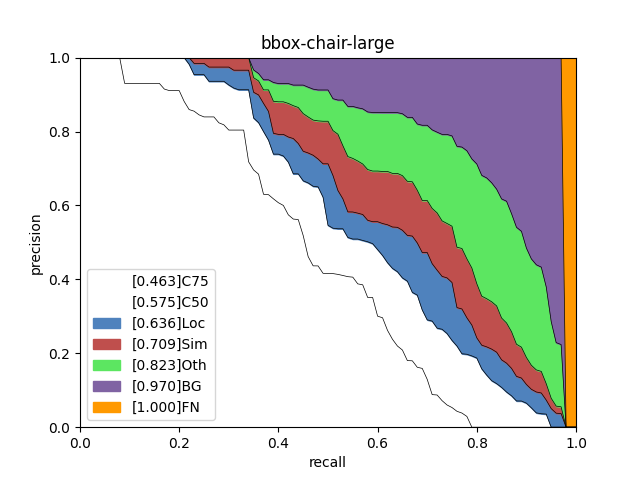 bbox-chair-large
precision
1.0
0.8
0.6
0.4
0.2
0.0
[0.463]C75
[0.575]C50
[0.636]Loc
[0.709]Sim
[0.823]Oth
[0.970]BG
[1.000]FN
0.0 0.2 0.4 0.6 0.8 1.0
recall